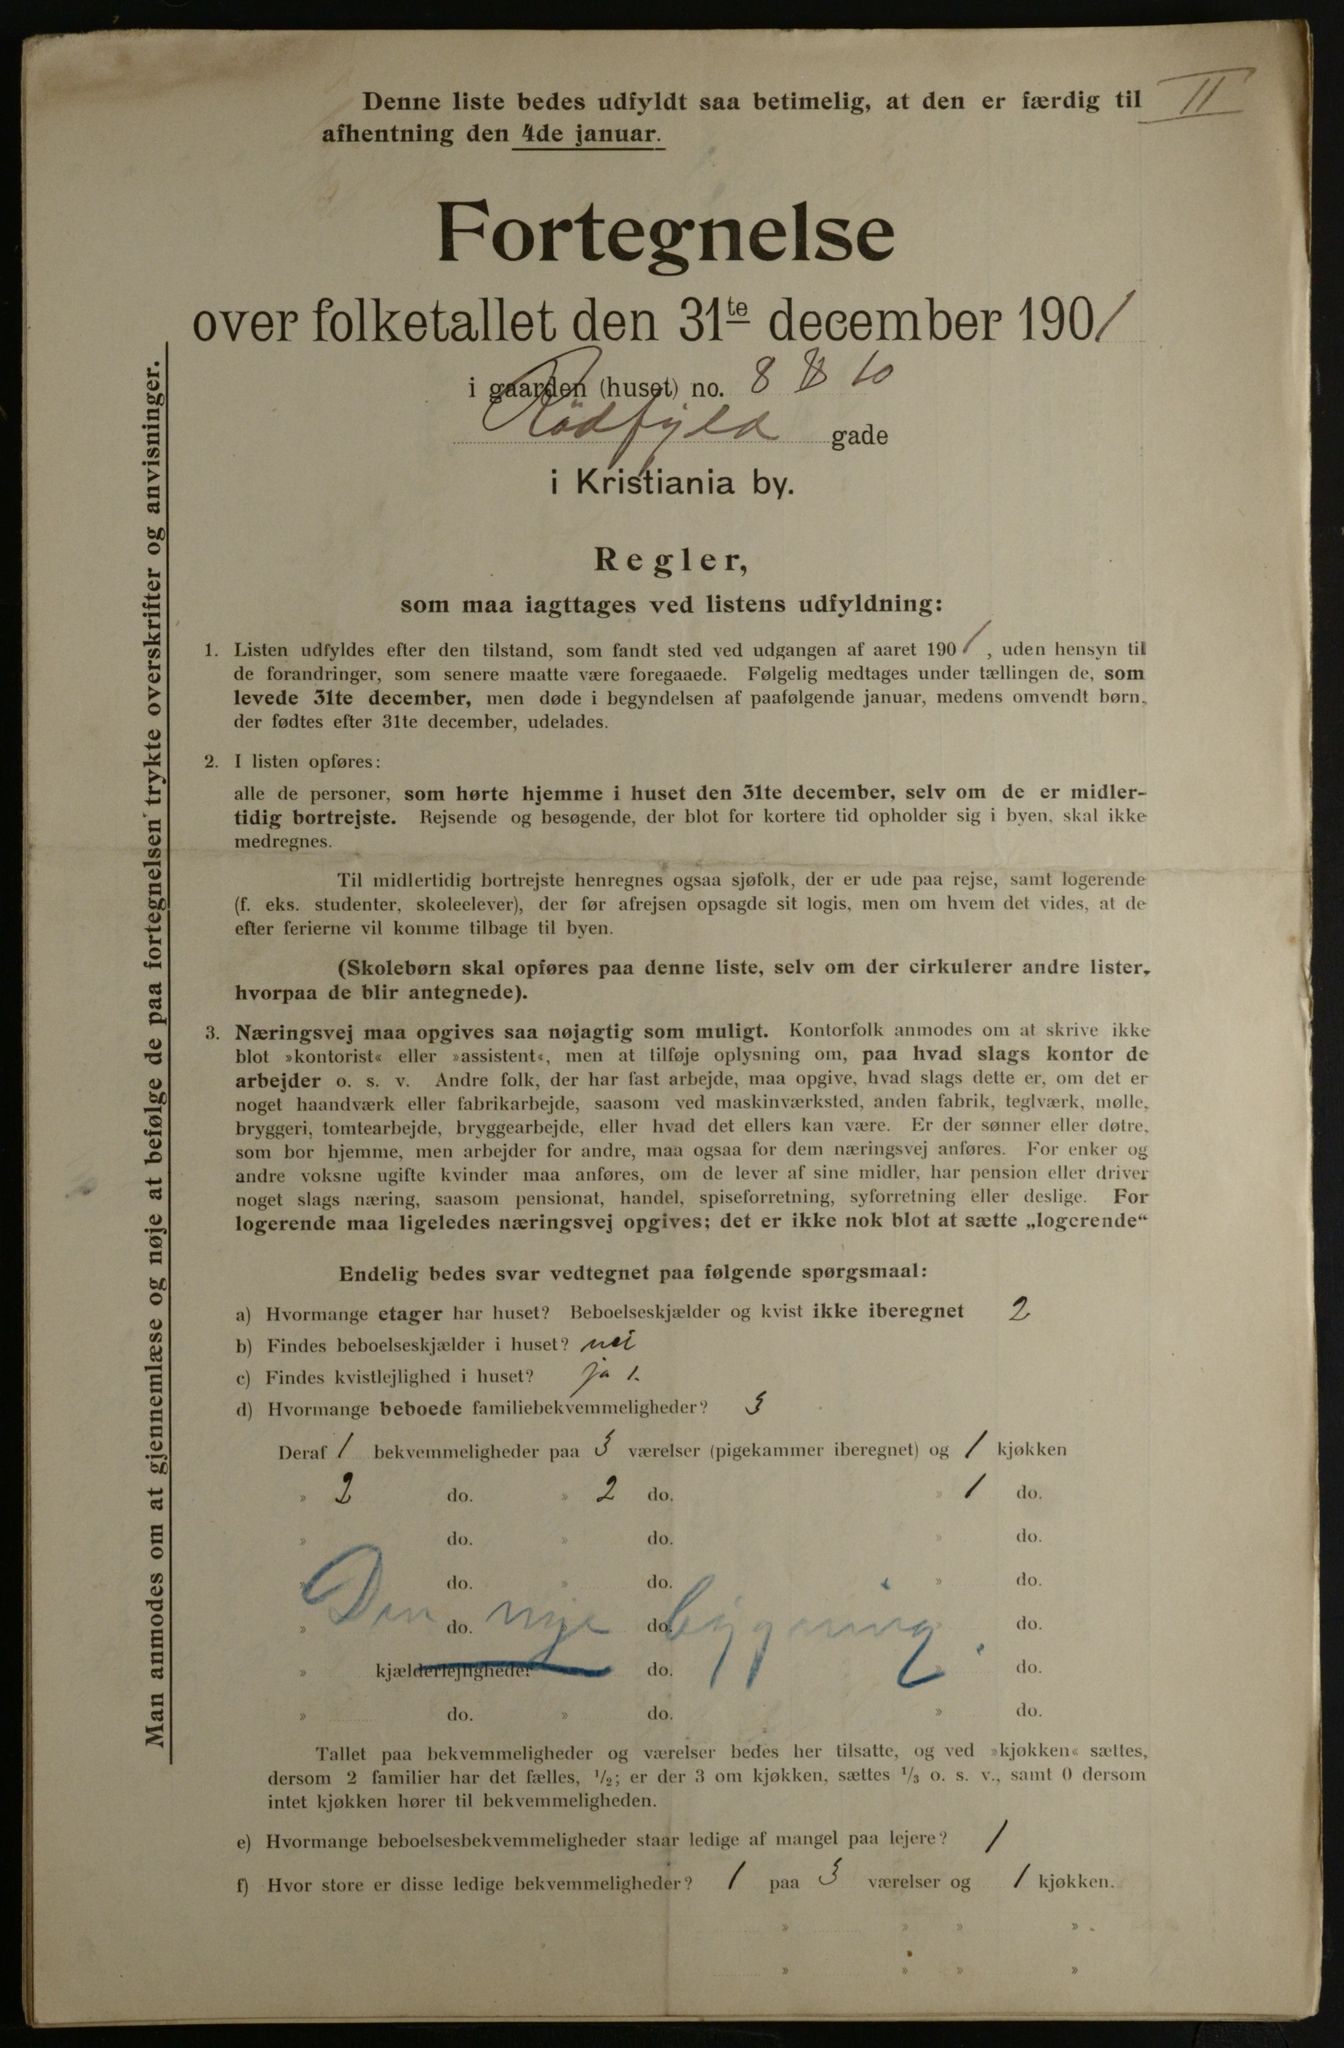 II
Denne liste bedes udfyldt saa betimelig, at den er færdig til
afhentning den 4de januar.
Fortegnelse
over folketallet den 31te december 1901
i gaarden (huset) no. 8 10
Rödfyld gade
i Kristiania by.
Regler,
som maa iagttages ved listens udfyldning:
1. Listen udfyldes efter den tilstand, som fandt sted ved udgangen af aaret 1901, uden hensyn til
de forandringer, som senere maatte være foregaaede. Følgelig medtages under tællingen de, som
levede 31te december, men døde i begyndelsen af paafølgende januar, medens omvendt børn,
der fødtes efter 31te december, udelades.
2. I listen opføres:
alle de personer, som hørte hjemme i huset den 31te december, selv om de er midler-
tidig bortrejste. Rejsende og besøgende, der blot for kortere tid opholder sig i byen, skal ikke
medregnes.
Til midlertidig bortrejste henregnes ogsaa sjøfolk, der er ude paa rejse, samt logerende
(f. eks. studenter, skoleelever), der før afrejsen opsagde sit logis, men om hvem det vides, at de
efter ferierne vil komme tilbage til byen.
(Skolebørn skal opføres paa denne liste, selv om der cirkulerer andre lister,
hvorpaa de blir antegnede).
3. Næringsvej maa opgives saa nøjagtig som muligt. Kontorfolk anmodes om at skrive ikke
blot »kontorist« eller »assistent«, men at tilføje oplysning om, paa hvad slags kontor de
arbejder o. s. v. Andre folk, der har fast arbejde, maa opgive, hvad slags dette er, om det er
noget haandværk eller fabrikarbejde, saasom ved maskinværksted, anden fabrik, teglværk, mølle,
bryggeri, tomtearbejde, bryggearbejde, eller hvad det ellers kan være. Er der sønner eller døtre,
som bor hjemme, men arbejder for andre, maa ogsaa for dem næringsvej anføres. For enker og
andre voksne ugifte kvinder maa anføres, om de lever af sine midler, har pension eller driver
noget slags næring, saasom pensionat, handel, spiseforretning, syforretning eller deslige. For
logerende maa ligeledes næringsvej opgives; det er ikke nok blot at sætte „logerende“
Endelig bedes svar vedtegnet paa følgende spørgsmaal:
a) Hvormange etager har huset? Beboelseskjælder og kvist ikke iberegnet 2
b) Findes beboelseskjælder i huset? nei
c) Findes kvistlejlighed i huset? ja 1.
d) Hvormange beboede familiebekvemmeligheder? 3
Deraf 1 bekvemmeligheder paa 3 værelser (pigekammer iberegnet) og 1 kjøkken
» 2 do. » 2 do. » 1 do.
» do. » do. » do.
» do. » do. » do.
» do. do. » do.
Den nye bygning.
» kjælderlejligheder do. » do.
» do. » do. » do.
Tallet paa bekvemmeligheder og værelser bedes her tilsatte, og ved »kjøkken« sættes,
dersom 2 familier har det fælles, 1/2; er der 3 om kjøkken, sættes 1/3 o. s. v., samt 0 dersom
intet kjøkken hører til bekvemmeligheden.
e) Hvormange beboelsesbekvemmeligheder staar ledige af mangel paa lejere? 1
f) Hvor store er disse ledige bekvemmeligheder? 1 paa 3 værelser og 1 kjøkken.
» » » »
» » » »
Man anmodes om at gjennemlæse og nøje at befølge de paa fortegnelsen trykte overskrifter og anvisninger.